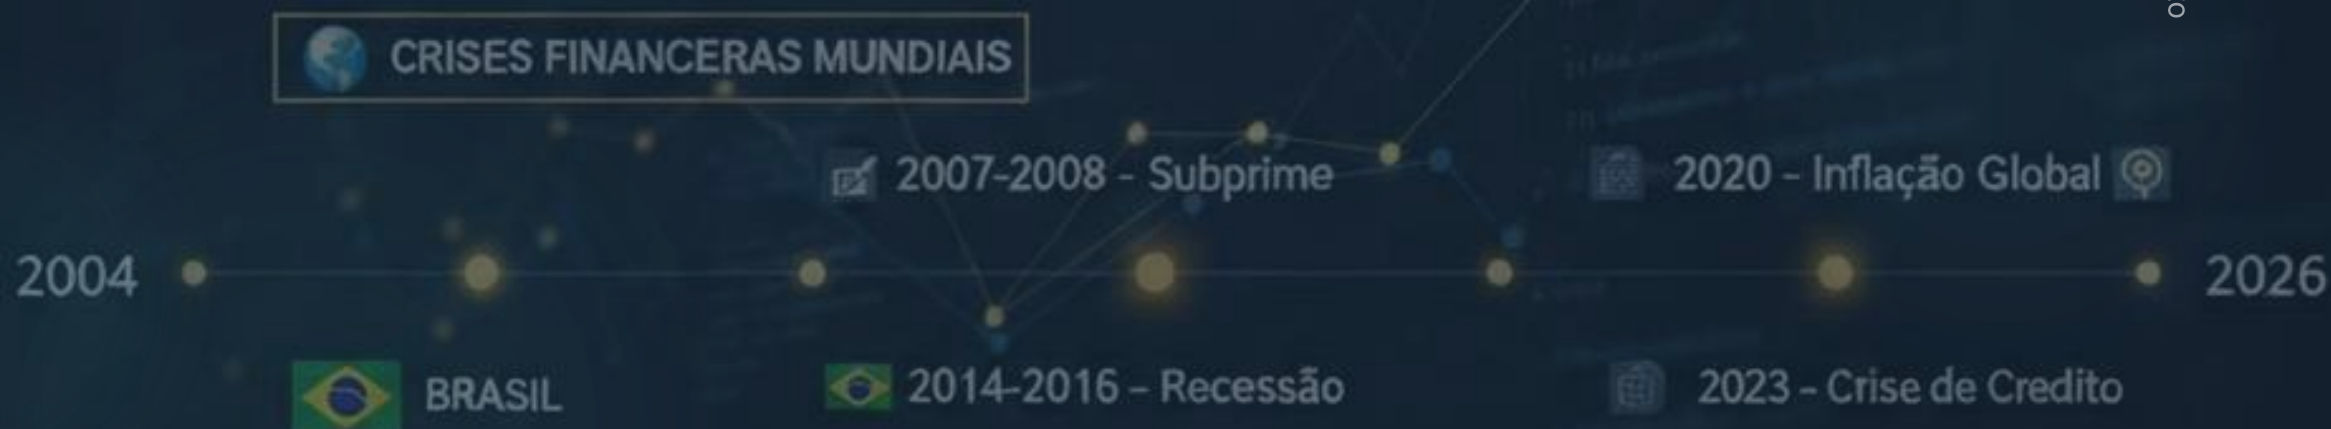 CRISES FINANCERAS MUNDIAIS
2007-2008 - Subprime
2020 - Inflação Global
2004
2026
BRASIL
2014-2016 - Recessão
2023 - Crise de Credito